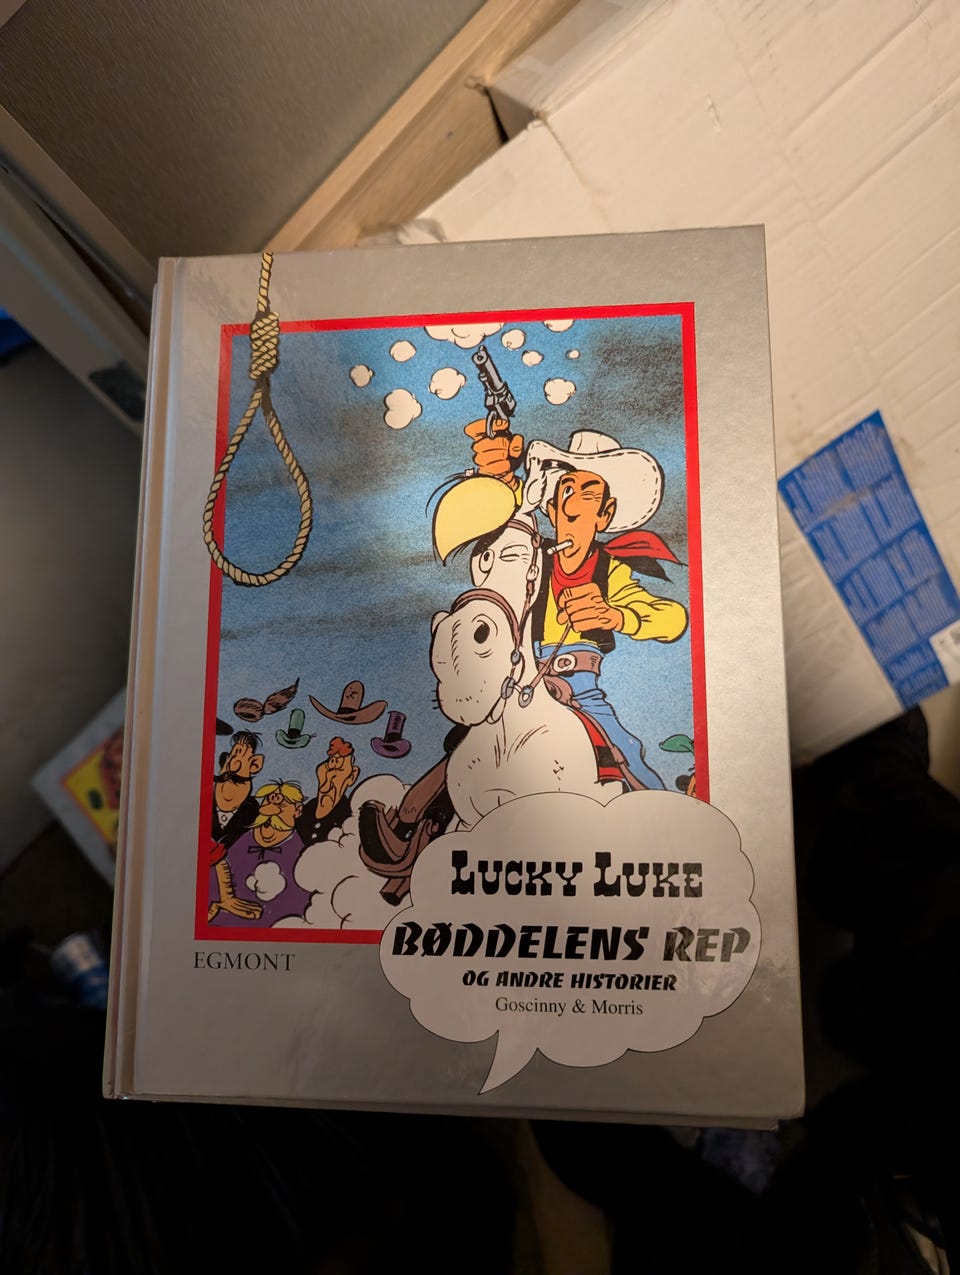 LUCKY LUKE
BØDDELENS REP
OG ANDRE HISTORIER
Goscinny & Morris
EGMONT